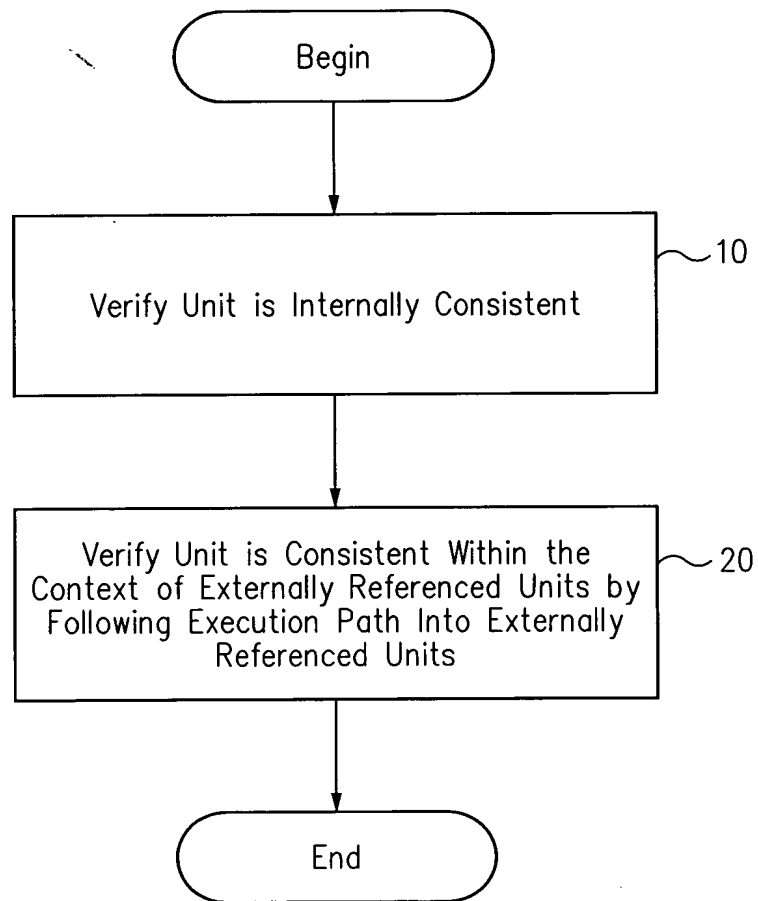 Begin
Verify Unit is Internally Consistent
10
Verify Unit is Consistent Within the
Context of Externally Referenced Units by
Following Execution Path Into Externally
Referenced Units
20
End